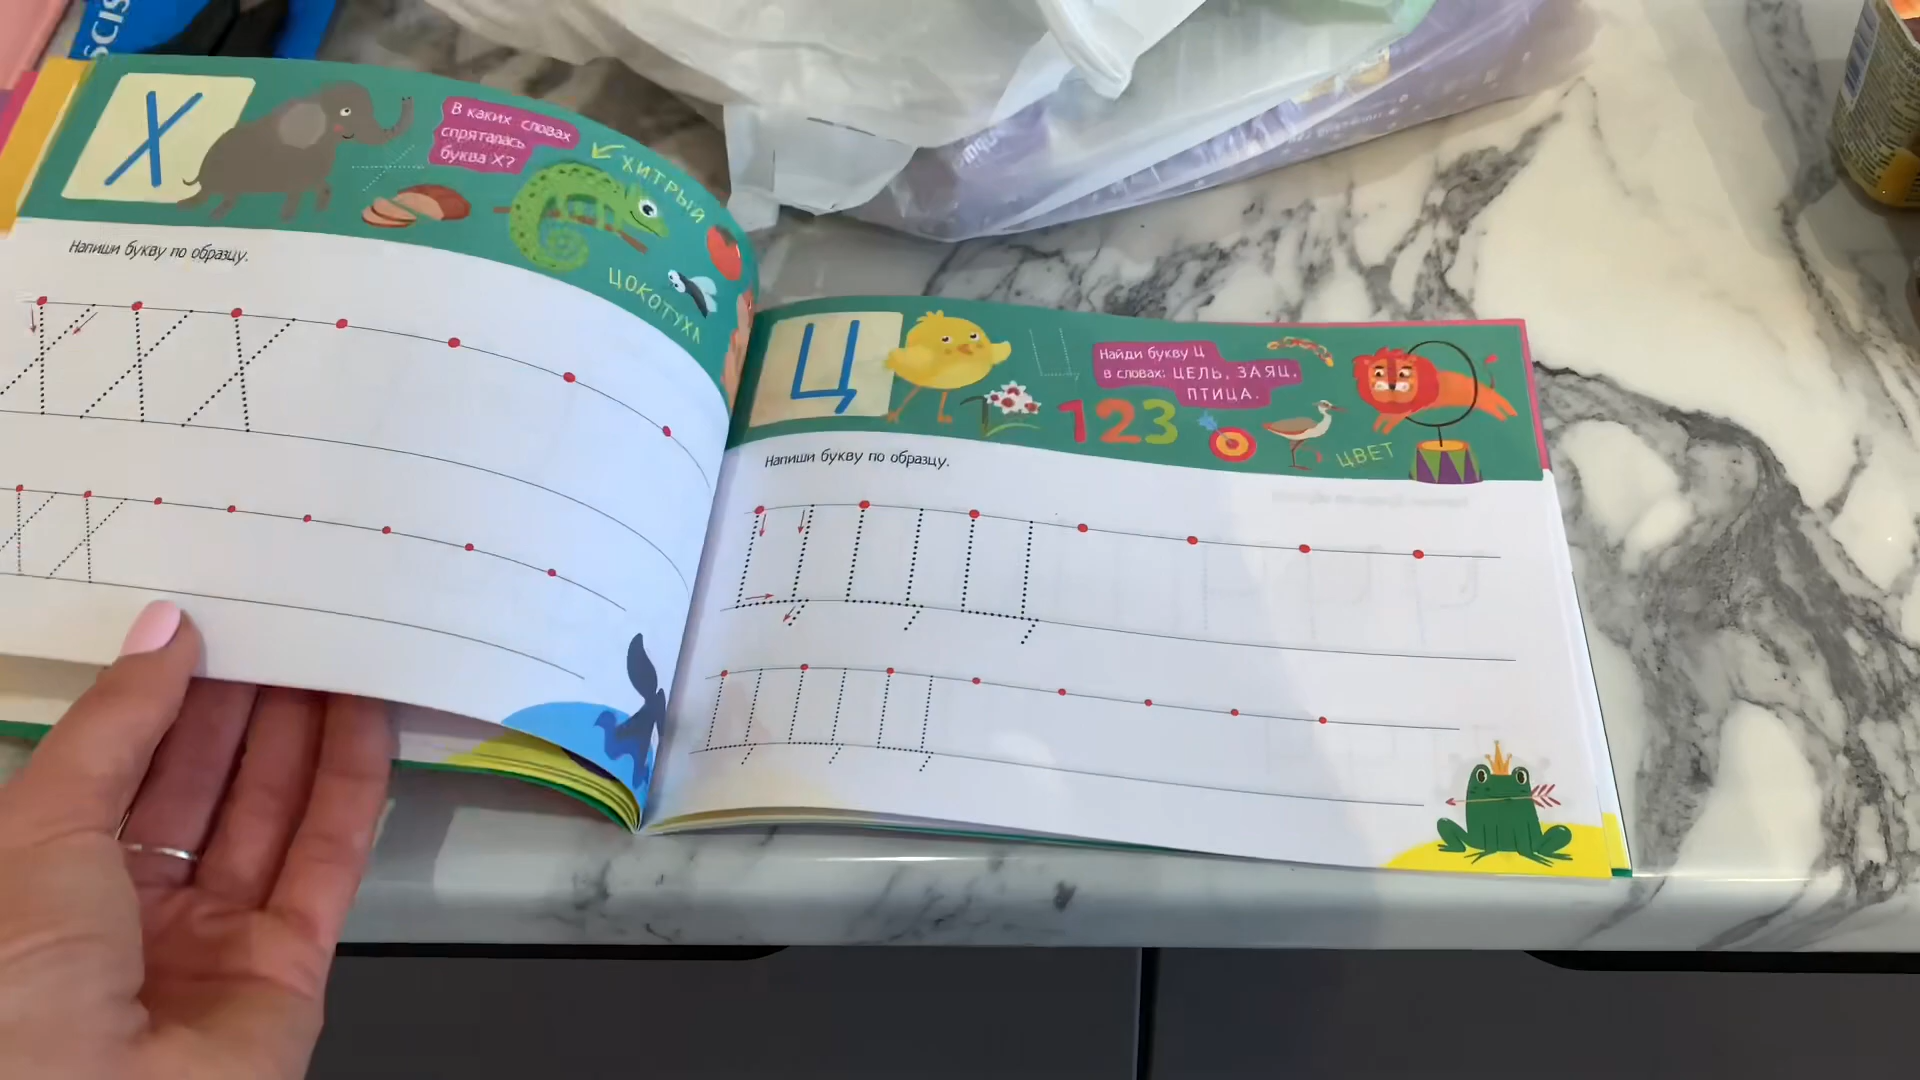 SCIS
Х
В каких словах
спряталась
буква Х?
ХИТРЫЙ
ЦОКОТУХА
Напиши букву по образцу.
Ц
Ц
Найди букву Ц
в словах: ЦЕЛЬ, ЗАЯЦ,
ПТИЦА.
123
ЦВЕТ
Напиши букву по образцу.